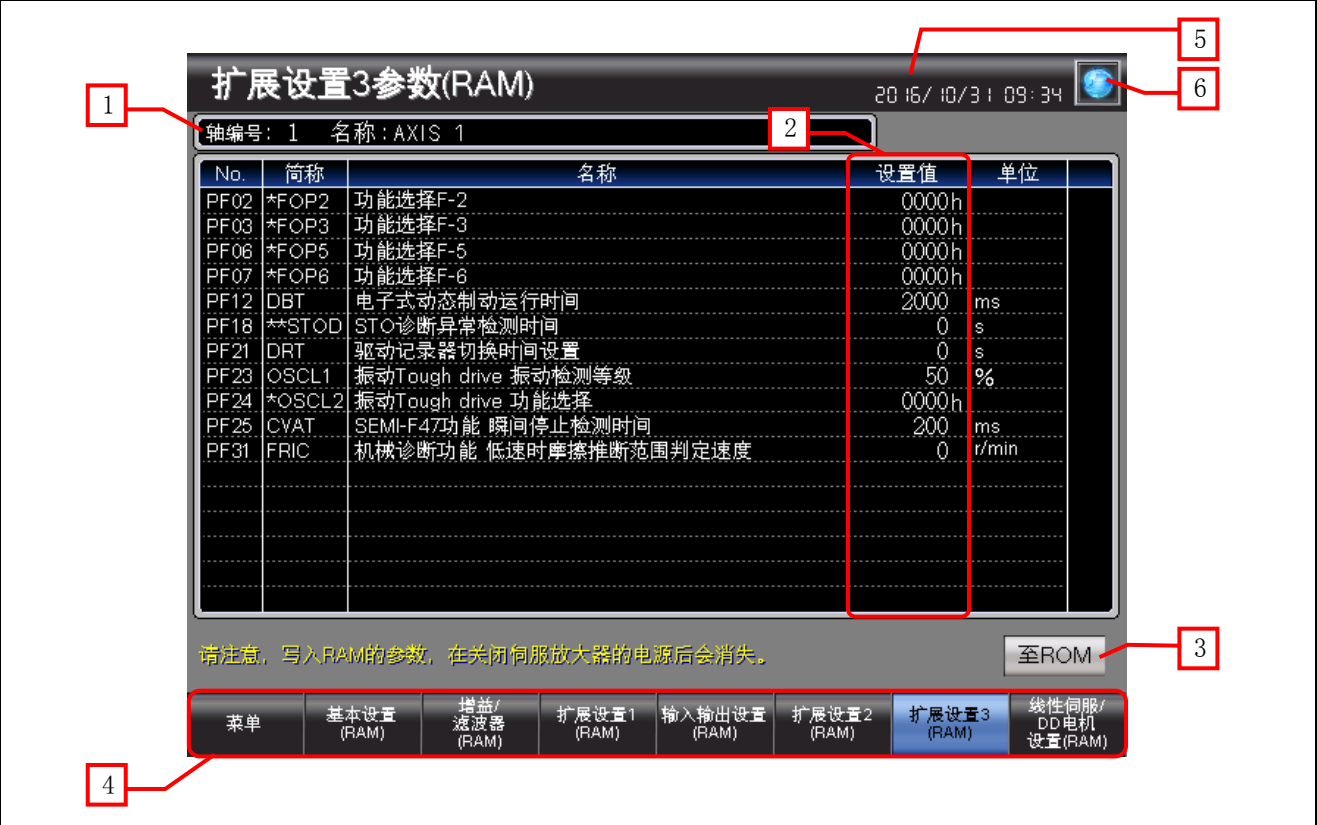 5
扩展设置3参数(RAM)
2016/10/31 09:34
6
1
轴编号: 1 名称:AXIS 1
2
No. 简称 名称 设置值 单位
PF02 *FOP2 功能选择F-2 0000h
PF03 *FOP3 功能选择F-3 0000h
PF06 *FOP5 功能选择F-5 0000h
PF07 *FOP6 功能选择F-6 0000h
PF12 DBT 电子式动态制动运行时间 2000 ms
PF18 **STOD STO诊断异常检测时间 0 s
PF21 DRT 驱动记录器切换时间设置 0 s
PF23 OSCL1 振动Tough drive 振动检测等级 50 %
PF24 *OSCL2 振动Tough drive 功能选择 0000h
PF25 CVAT SEMI-F47功能 瞬间停止检测时间 200 ms
PF31 FRIC 机械诊断功能 低速时摩擦推断范围判定速度 0 r/min
请注意，写入RAM的参数，在关闭伺服放大器的电源后会消失。
至ROM
3
菜单
基本设置
(RAM)
增益/
滤波器
(RAM)
扩展设置1
(RAM)
输入输出设置
(RAM)
扩展设置2
(RAM)
扩展设置3
(RAM)
线性伺服/
DD电机
设置(RAM)
4